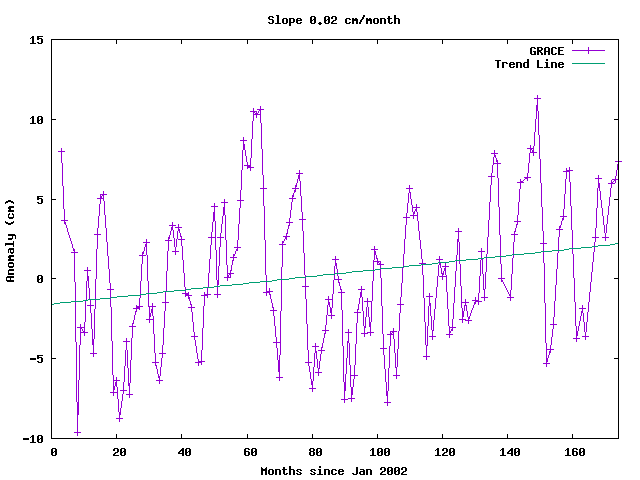 Slope 0.02 cm/month
15
GRACE
Trend Line
10
5
0
-5
-10
Anomaly (cm)
0 20 40 60 80 100 120 140 160
Months since Jan 2002